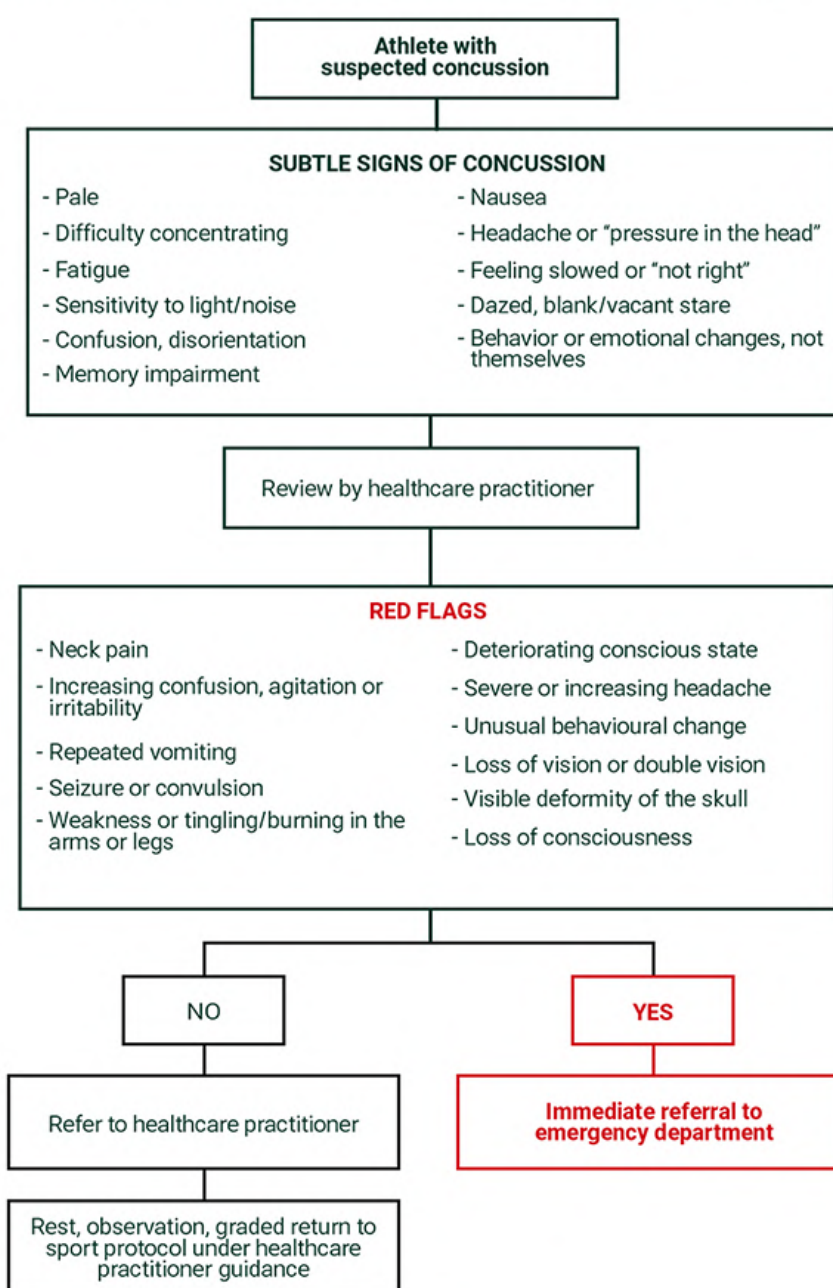 Athlete with
suspected concussion
SUBTLE SIGNS OF CONCUSSION
- Pale
- Difficulty concentrating
- Fatigue
- Sensitivity to light/noise
- Confusion, disorientation
- Memory impairment
- Nausea
- Headache or “pressure in the head”
- Feeling slowed or “not right”
- Dazed, blank/vacant stare
- Behavior or emotional changes, not
themselves
Review by healthcare practitioner
RED FLAGS
- Neck pain
- Increasing confusion, agitation or
irritability
- Repeated vomiting
- Seizure or convulsion
- Weakness or tingling/burning in the
arms or legs
- Deteriorating conscious state
- Severe or increasing headache
- Unusual behavioural change
- Loss of vision or double vision
- Visible deformity of the skull
- Loss of consciousness
NO
YES
Refer to healthcare practitioner
Immediate referral to
emergency department
Rest, observation, graded return to
sport protocol under healthcare
practitioner guidance